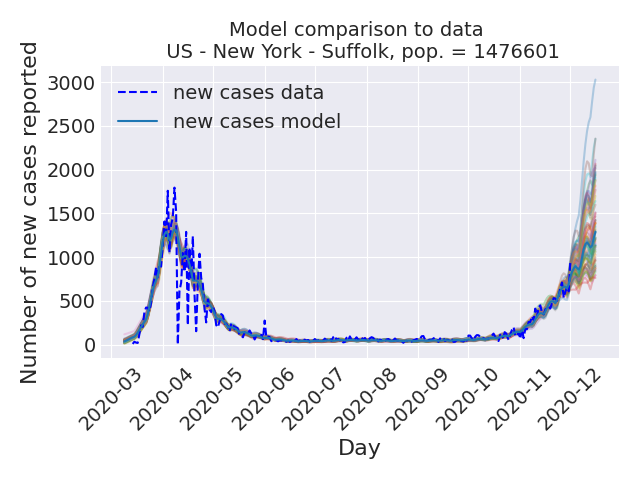 Model comparison to data
US - New York - Suffolk, pop. = 1476601
Number of new cases reported
3000
2500
2000
1500
1000
500
0
new cases data
new cases model
2020-03
2020-04
2020-05
2020-06
2020-07
2020-08
2020-09
2020-10
2020-11
2020-12
Day